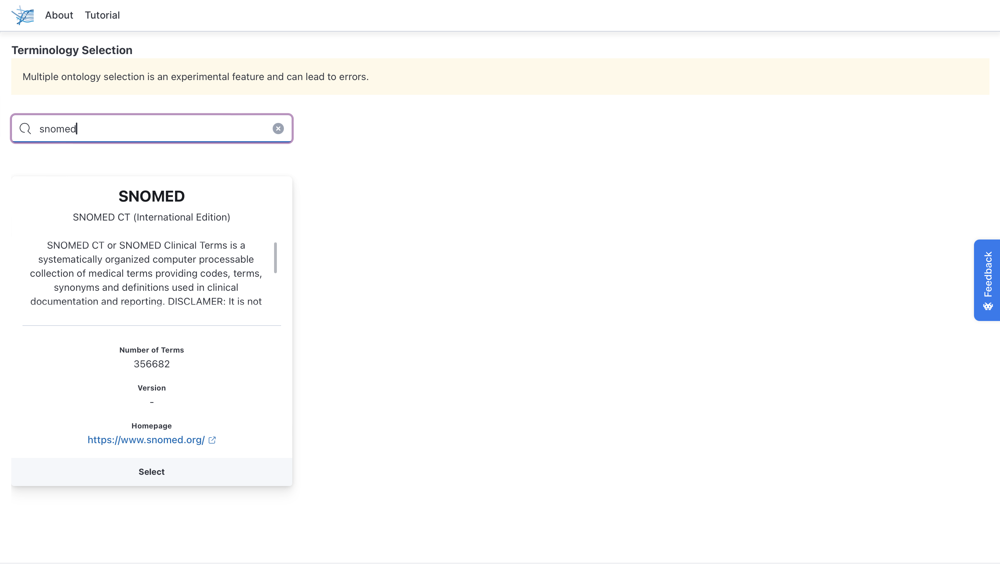 About Tutorial
Terminology Selection
Multiple ontology selection is an experimental feature and can lead to errors.
snomed
SNOMED
SNOMED CT (International Edition)
SNOMED CT or SNOMED Clinical Terms is a
systematically organized computer processable
collection of medical terms providing codes, terms,
synonyms and definitions used in clinical
documentation and reporting. DISCLAMER: It is not
Number of Terms
356682
Version
-
Homepage
https://www.snomed.org/
Select
Feedback